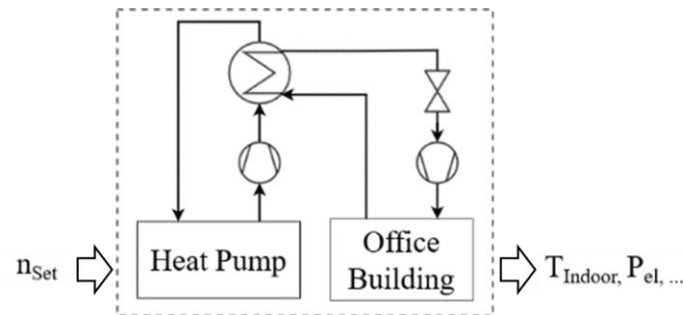 n_Set
Heat Pump
Office
Building
T_Indoor, P_el, ...